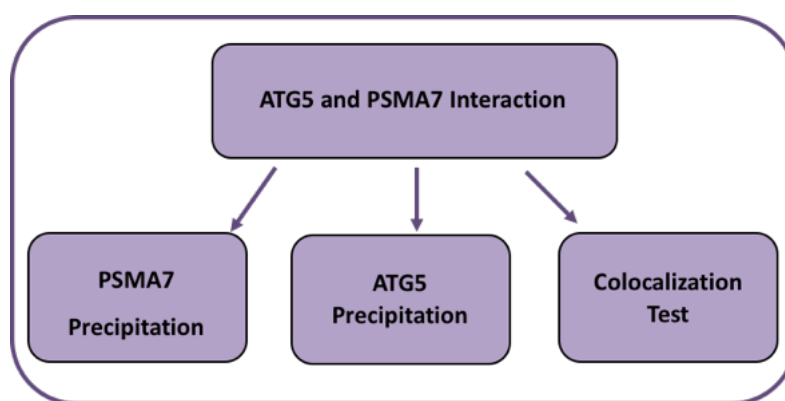 ATG5 and PSMA7 Interaction
PSMA7
Precipitation
ATG5
Precipitation
Colocalization
Test